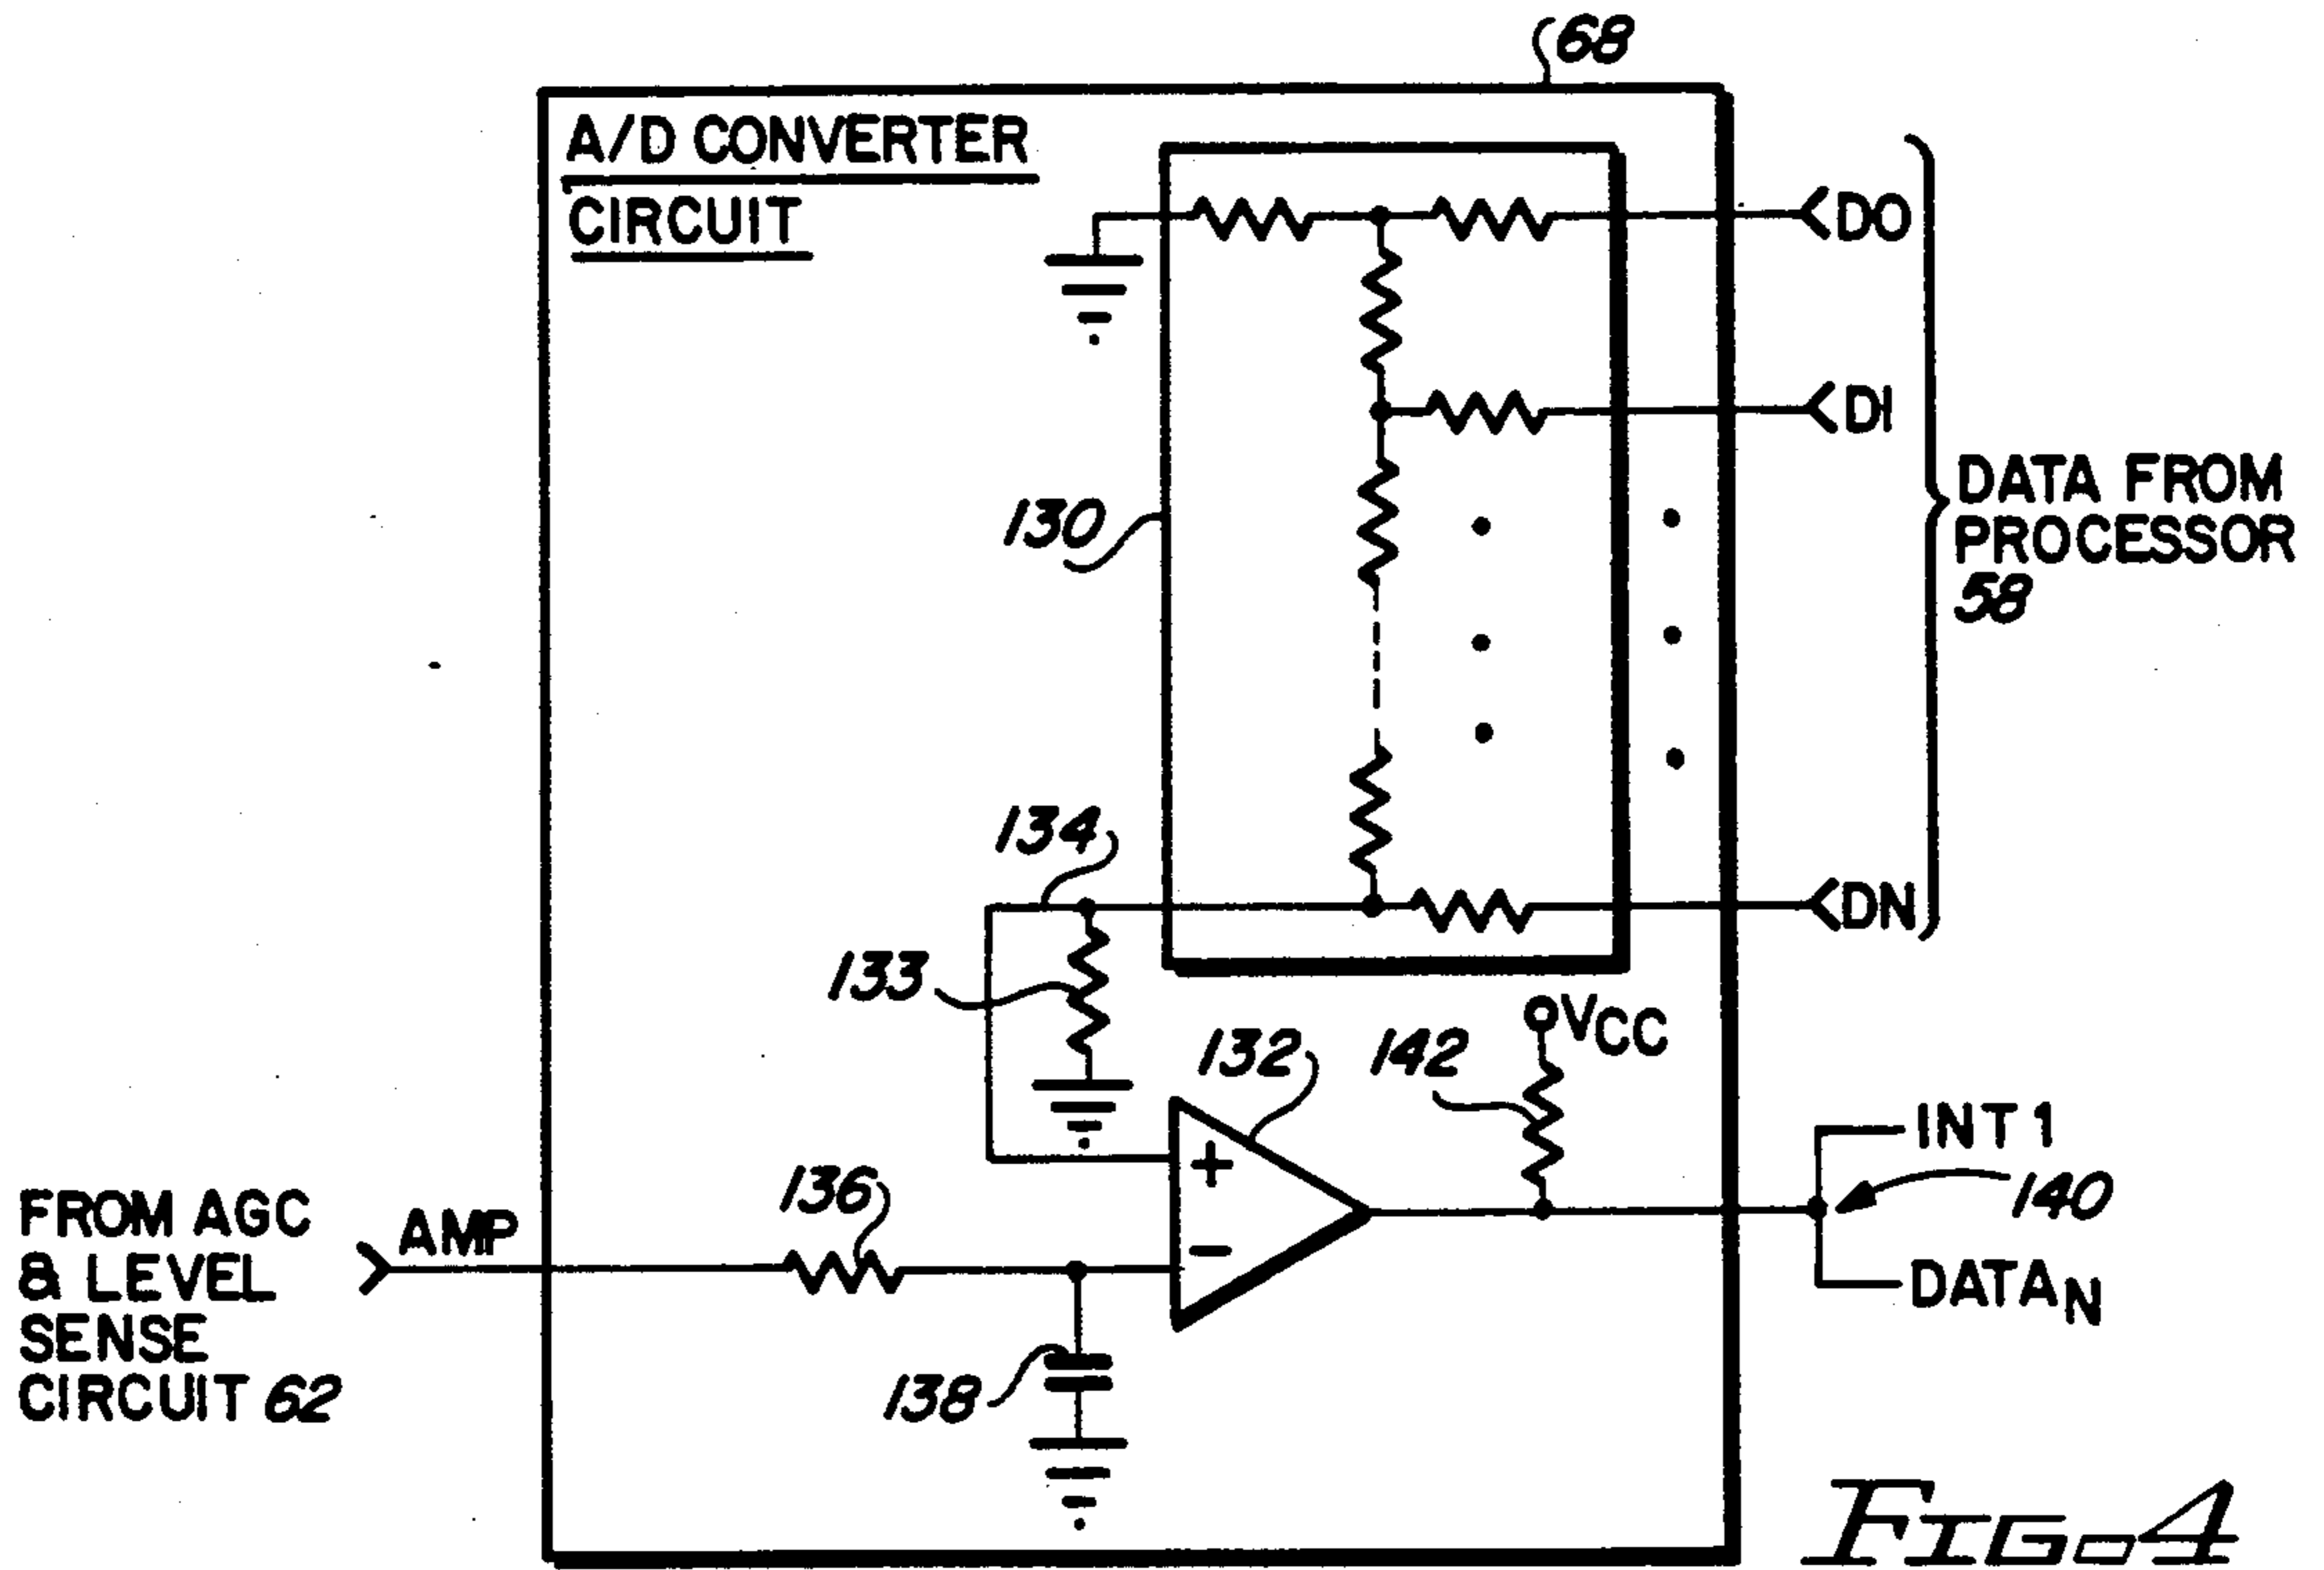 68
A/D CONVERTER
CIRCUIT
DO
DI
130
DATA FROM
PROCESSOR
58
134
DN
133
VCC
132
142
INT 1
136
140
FROM AGC
& LEVEL
SENSE
CIRCUIT 62
AMP
+
−
DATAN
138
FIG. 4